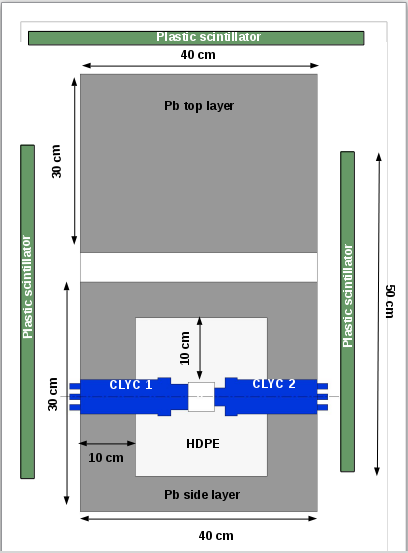 Plastic scintillator
40 cm
Pb top layer
30 cm
Plastic scintillator
Plastic scintillator
50 cm
10 cm
CLYC 1
CLYC 2
30 cm
HDPE
10 cm
Pb side layer
40 cm